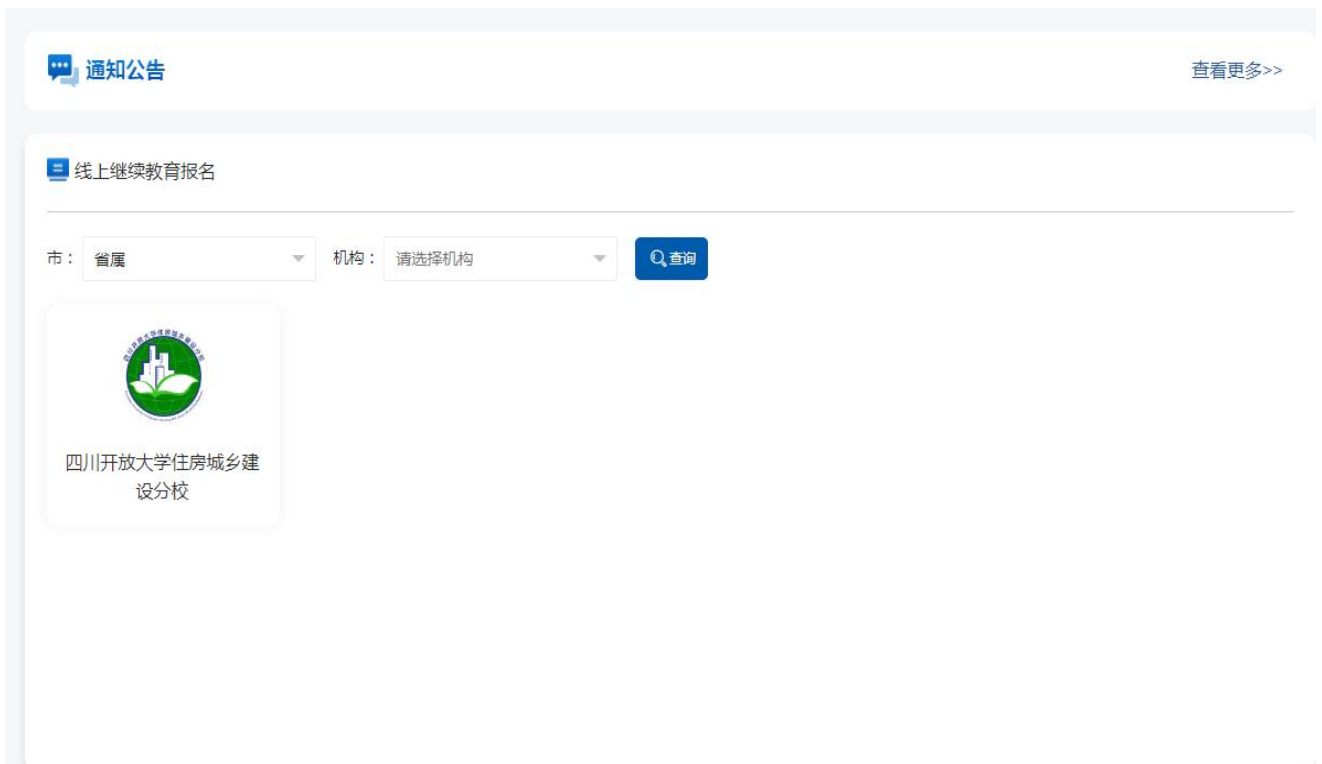 通知公告
查看更多>>
线上继续教育报名
市： 省属 机构： 请选择机构 查询
四川开放大学住房城乡建
设分校